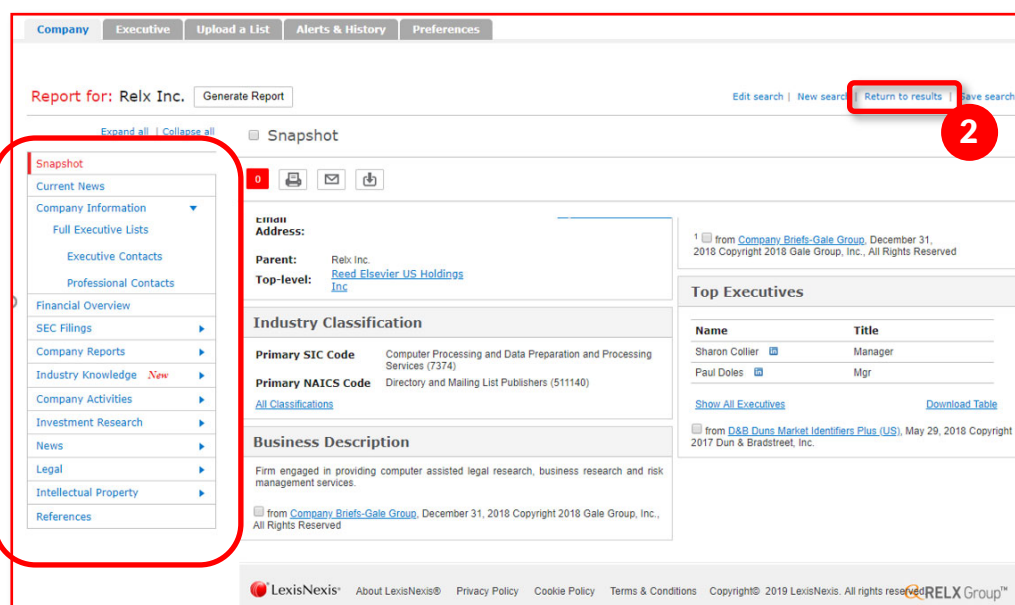 Company Executive Upload a List Alerts & History Preferences
Report for: Relx Inc. Generate Report
Edit search | New search | Return to results | Save search
2
Expand all | Collapse all
Snapshot
Current News
Company Information
Full Executive Lists
Executive Contacts
Professional Contacts
Financial Overview
SEC Filings
Company Reports
Industry Knowledge New
Company Activities
Investment Research
News
Legal
Intellectual Property
References
Snapshot
0
Email
Address:
Parent: Relx Inc.
Top-level: Reed Elsevier US Holdings
Inc
Industry Classification
Primary SIC Code Computer Processing and Data Preparation and Processing
Services (7374)
Primary NAICS Code Directory and Mailing List Publishers (511140)
All Classifications
Business Description
Firm engaged in providing computer assisted legal research, business research and risk
management services.
from Company Briefs-Gale Group, December 31, 2018 Copyright 2018 Gale Group, Inc.,
All Rights Reserved
1 from Company Briefs-Gale Group, December 31,
2018 Copyright 2018 Gale Group, Inc., All Rights Reserved
Top Executives
Name Title
Sharon Collier in Manager
Paul Doles in Mgr
Show All Executives Download Table
from D&B Duns Market Identifiers Plus (US), May 29, 2018 Copyright
2017 Dun & Bradstreet, Inc.
LexisNexis® About LexisNexis® Privacy Policy Cookie Policy Terms & Conditions Copyright© 2019 LexisNexis. All rights reserved RELX Group™